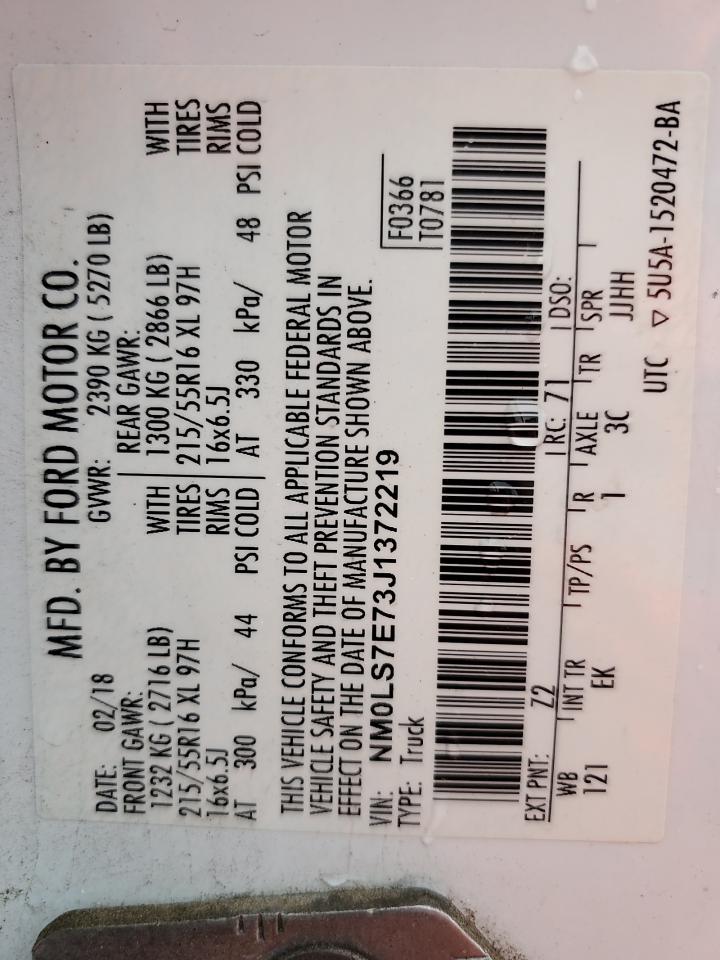 MFD. BY FORD MOTOR CO.
DATE: 02/18 GVWR: 2390 KG ( 5270 LB)
FRONT GAWR: REAR GAWR:
1232 KG ( 2716 LB) WITH 1300 KG ( 2866 LB) WITH
215/55R16 XL 97H TIRES 215/55R16 XL 97H TIRES
16x6.5J RIMS 16x6.5J RIMS
AT 300 kPa/ 44 PSI COLD AT 330 kPa/ 48 PSI COLD
THIS VEHICLE CONFORMS TO ALL APPLICABLE FEDERAL MOTOR
VEHICLE SAFETY AND THEFT PREVENTION STANDARDS IN
EFFECT ON THE DATE OF MANUFACTURE SHOWN ABOVE.
VIN: NM0LS7E73J1372219 F0366
TYPE: Truck T0781
EXT PNT: Z2 RC: 71 DSO:
WB INT TR TP/PS R AXLE TR SPR
121 EK 1 3C JJHH
UTC ▽ 5U5A-1520472-BA